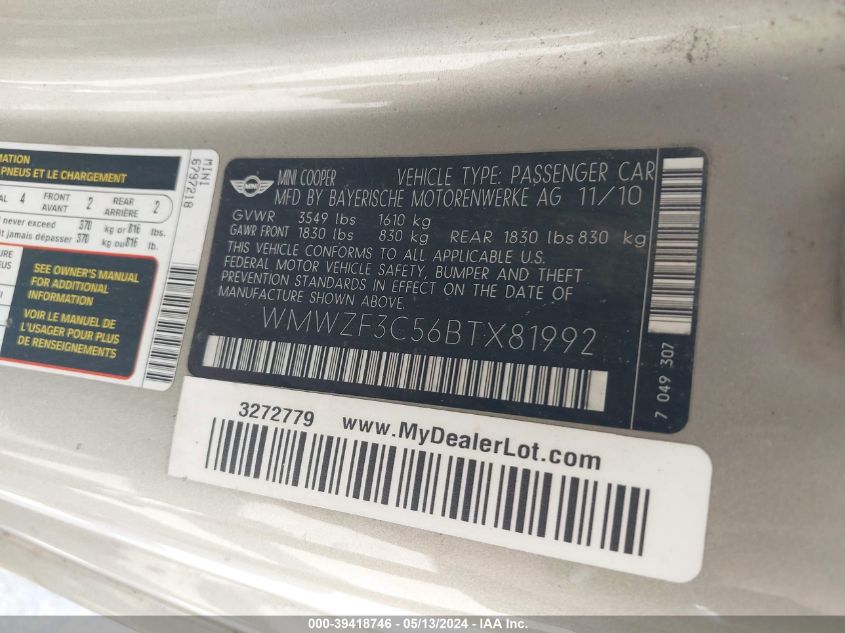 MATION
PNEUS ET LE CHARGEMENT
AL 4 FRONT AVANT 2 REAR ARRIÈRE 2
never exceed 370 kg or 816 lbs.
it jamais dépasser 370 kg ou 816 lb.
SEE OWNER'S MANUAL
FOR ADDITIONAL
INFORMATION
VOIR LE MANUEL DE
L'USAGER POUR PLUS
DE RENSEIGNEMENTS
MINI
6797218
MINI
MINI COOPER VEHICLE TYPE: PASSENGER CAR
MFD BY BAYERISCHE MOTORENWERKE AG 11/10
GVWR 3549 lbs 1610 kg
GAWR FRONT 1830 lbs 830 kg REAR 1830 lbs 830 kg
THIS VEHICLE CONFORMS TO ALL APPLICABLE U.S.
FEDERAL MOTOR VEHICLE SAFETY, BUMPER AND THEFT
PREVENTION STANDARDS IN EFFECT ON THE DATE OF
MANUFACTURE SHOWN ABOVE.
WMWZF3C56BTX81992
7 049 307
3272779 www.MyDealerLot.com
000-39418746 - 05/13/2024 - IAA Inc.